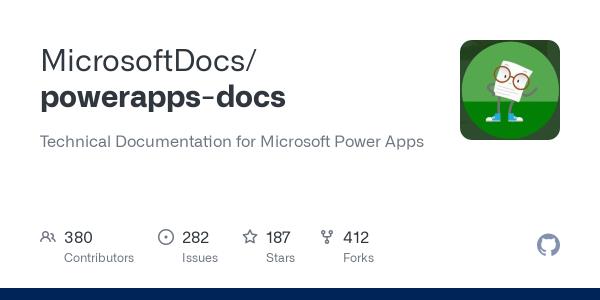 MicrosoftDocs/
powerapps-docs
Technical Documentation for Microsoft Power Apps
380 282 187 412
Contributors Issues Stars Forks